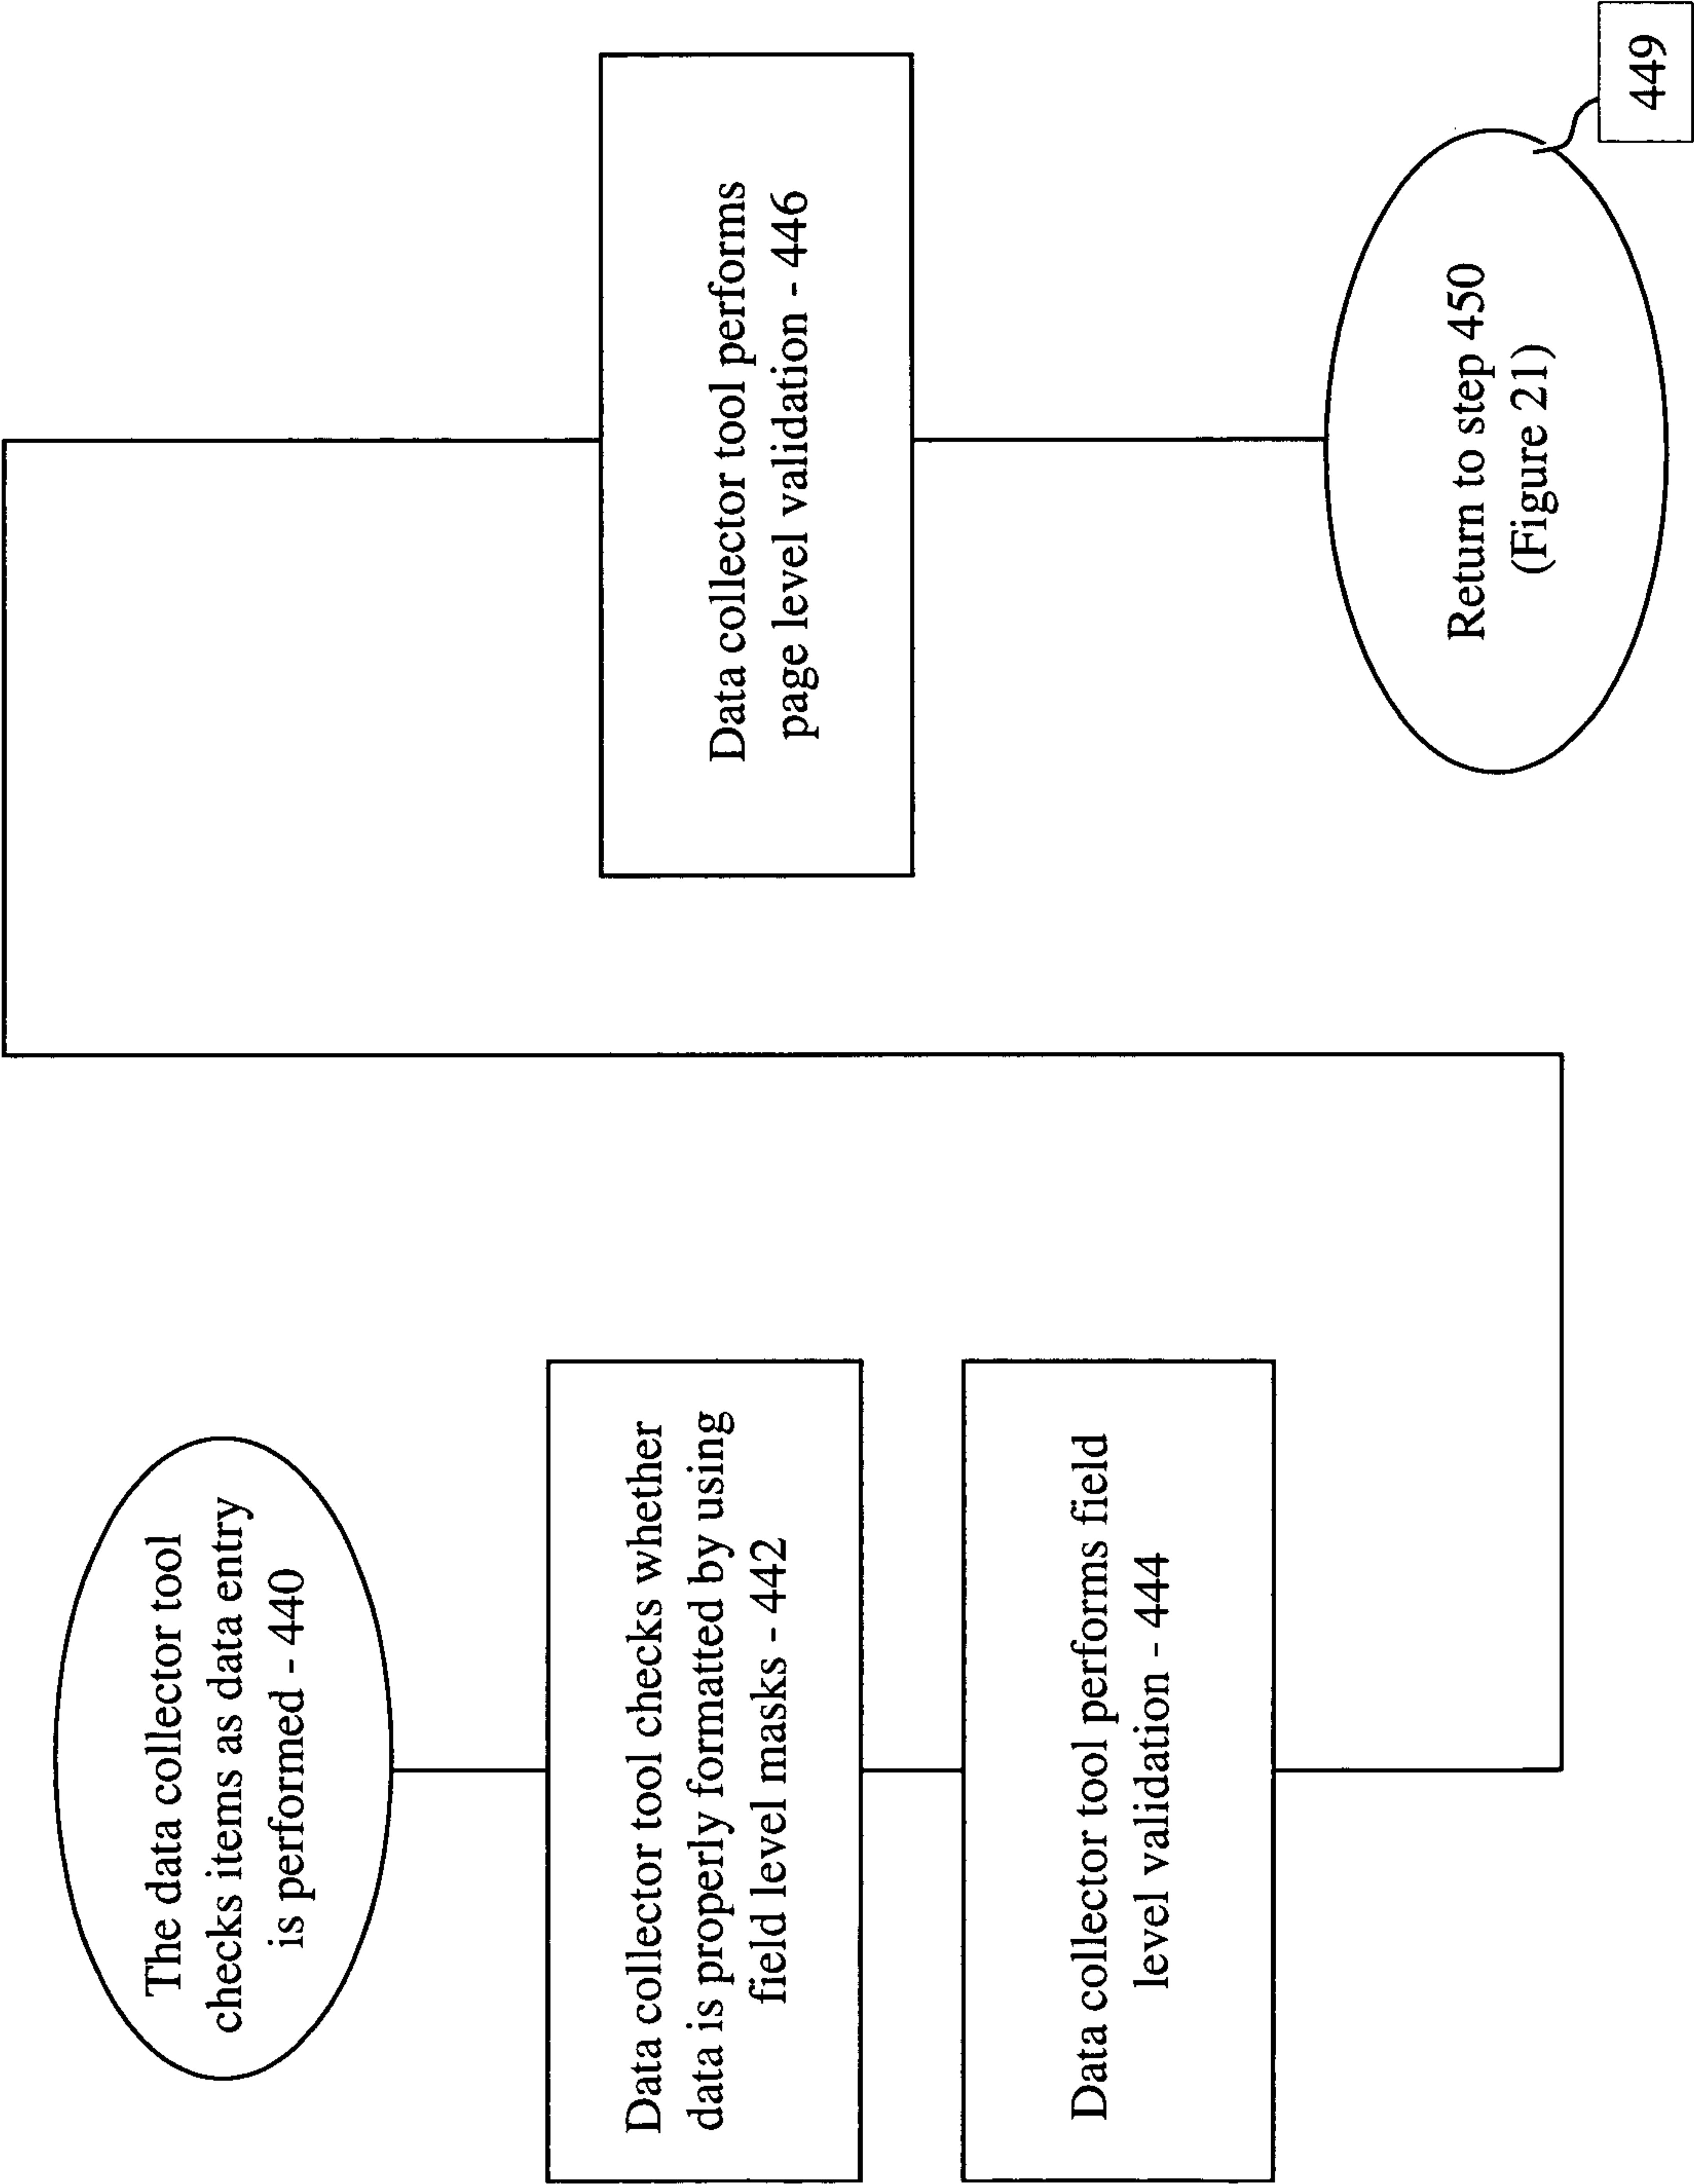 The data collector tool
checks items as data entry
is performed - 440
Data collector tool checks whether
data is properly formatted by using
field level masks - 442
Data collector tool performs field
level validation - 444
Data collector tool performs
page level validation - 446
Return to step 450
(Figure 21)
449